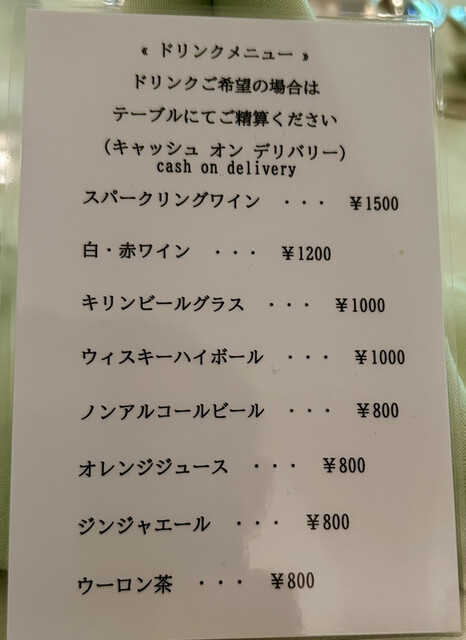 « ドリンクメニュー »
ドリンクご希望の場合は
テーブルにてご精算ください
（キャッシュ オン デリバリー）
cash on delivery
スパークリングワイン ・・・ ￥1500
白・赤ワイン ・・・ ￥1200
キリンビールグラス ・・・ ￥1000
ウィスキーハイボール ・・・ ￥1000
ノンアルコールビール ・・・ ￥800
オレンジジュース ・・・ ￥800
ジンジャエール ・・・ ￥800
ウーロン茶 ・・・ ￥800